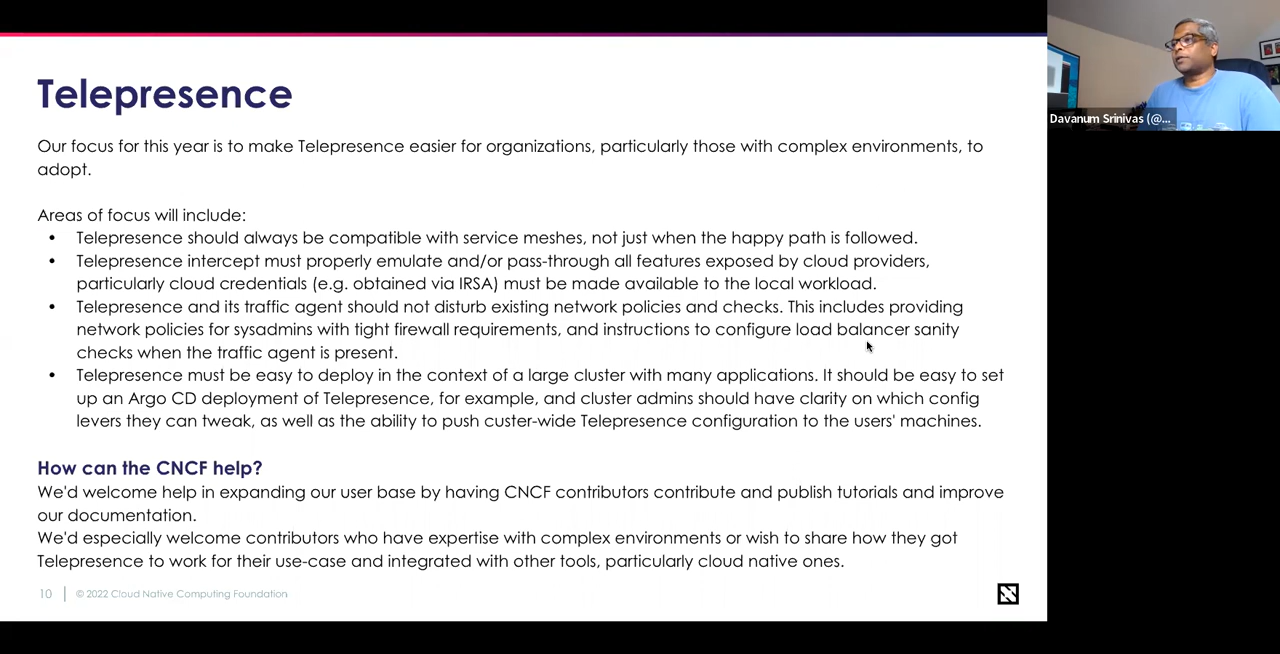 Telepresence
Our focus for this year is to make Telepresence easier for organizations, particularly those with complex environments, to
adopt.
Areas of focus will include:
• Telepresence should always be compatible with service meshes, not just when the happy path is followed.
• Telepresence intercept must properly emulate and/or pass-through all features exposed by cloud providers,
particularly cloud credentials (e.g. obtained via IRSA) must be made available to the local workload.
• Telepresence and its traffic agent should not disturb existing network policies and checks. This includes providing
network policies for sysadmins with tight firewall requirements, and instructions to configure load balancer sanity
checks when the traffic agent is present.
• Telepresence must be easy to deploy in the context of a large cluster with many applications. It should be easy to set
up an Argo CD deployment of Telepresence, for example, and cluster admins should have clarity on which config
levers they can tweak, as well as the ability to push custer-wide Telepresence configuration to the users' machines.
How can the CNCF help?
We'd welcome help in expanding our user base by having CNCF contributors contribute and publish tutorials and improve
our documentation.
We'd especially welcome contributors who have expertise with complex environments or wish to share how they got
Telepresence to work for their use-case and integrated with other tools, particularly cloud native ones.
10 | © 2022 Cloud Native Computing Foundation
Davanum Srinivas (@...